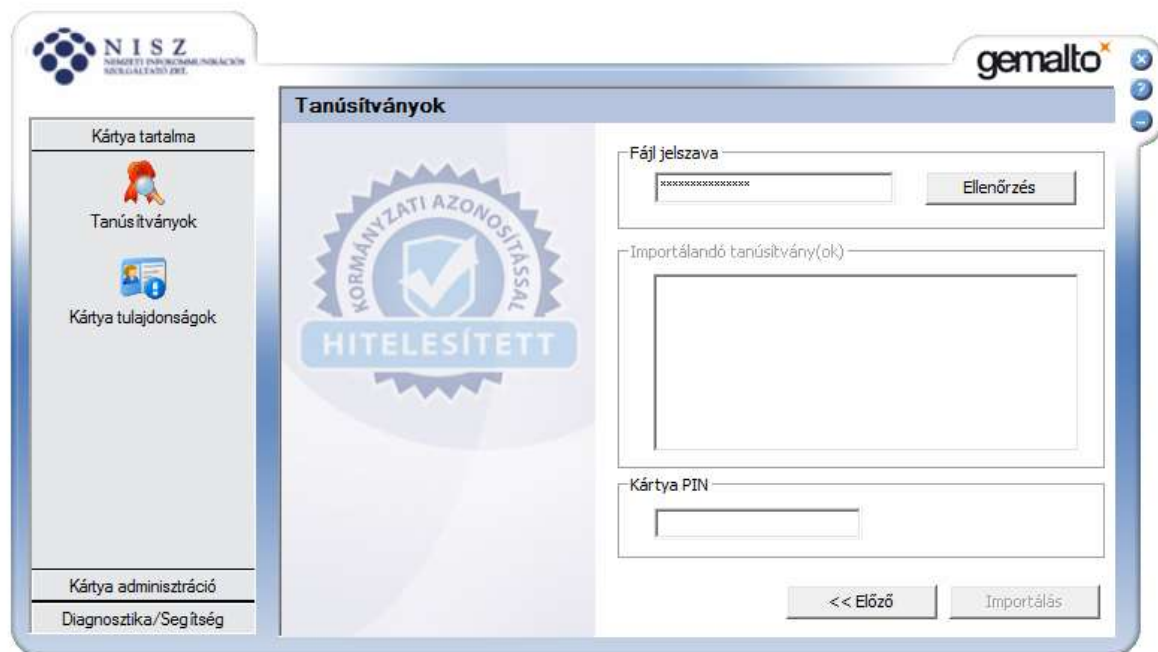 NISZ
NEMZETI INFOKOMMUNIKÁCIÓS
SZOLGÁLTATÓ ZRT.
gemalto
Tanúsítványok
Kártya tartalma
Tanúsítványok
Kártya tulajdonságok
Kártya adminisztráció
Diagnosztika/Segítség
KORMÁNYZATI AZONOSÍTÁSSAL
HITELESÍTETT
Fájl jelszava
×××××××××××××××
Ellenőrzés
Importálandó tanúsítvány(ok)
Kártya PIN
<< Előző
Importálás